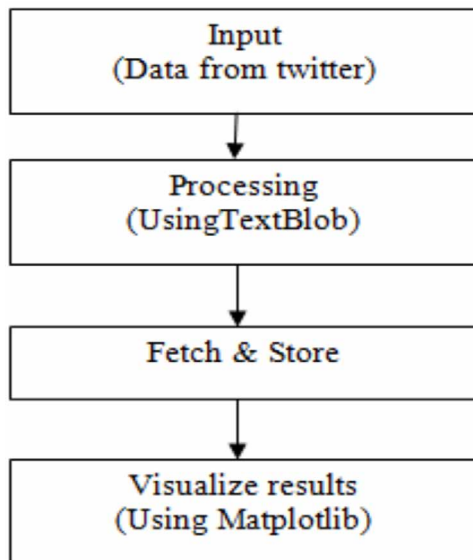 Input
(Data from twitter)
Processing
(UsingTextBlob)
Fetch & Store
Visualize results
(Using Matplotlib)